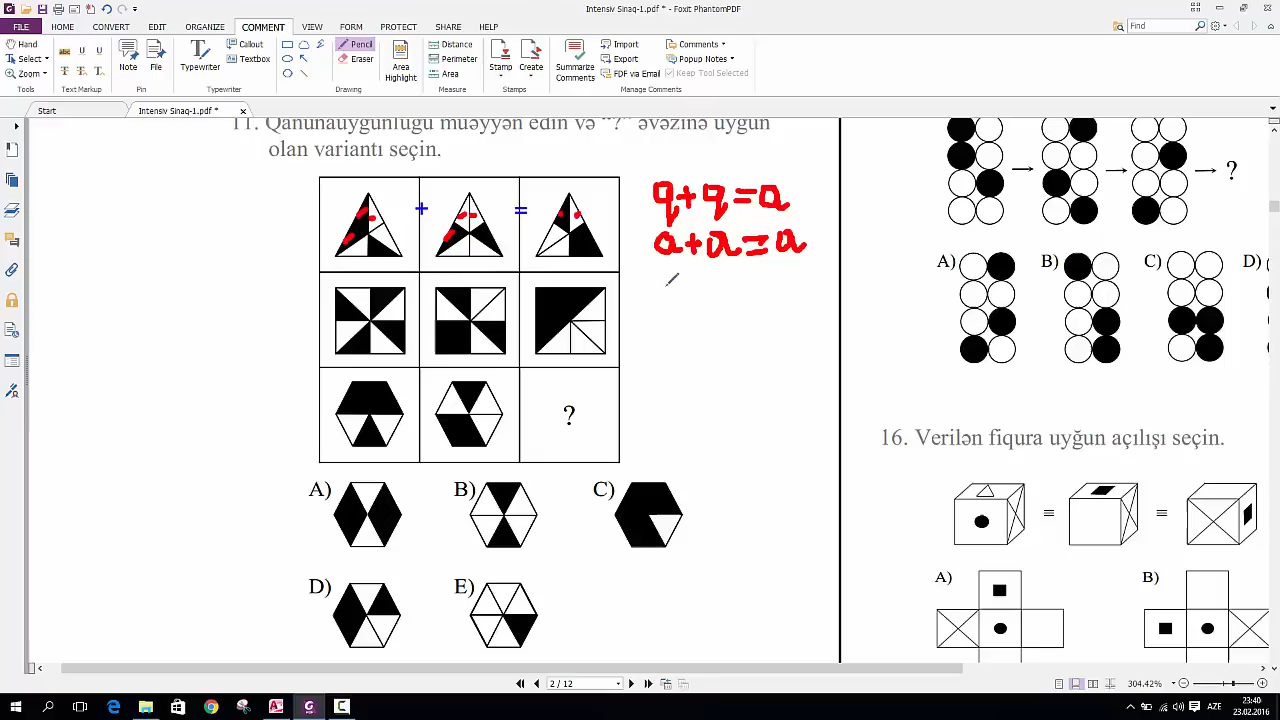 Intensiv Sinaq-1.pdf * - Foxit PhantomPDF
FILE HOME CONVERT EDIT ORGANIZE COMMENT VIEW FORM PROTECT SHARE HELP Find
Hand Select Zoom Note File Typewriter Callout Textbox Pencil Eraser Area Highlight Distance Perimeter Area Stamp Create Summarize Comments Import Export FDF via Email Comments Popup Notes Keep Tool Selected
Tools Text Markup Pin Typewriter Drawing Measure Stamps Manage Comments
Start Intensiv Sinaq-1.pdf *
11. Qanunauyğunluğu müəyyən edin və "?" əvəzinə uyğun
olan variantı seçin.
+ =
q+q=a
a+a=a
?
A) B) C)
D) E)
?
A) B) C) D)
16. Verilən fiqura uyğun açılışı seçin.
= =
A) B)
2 / 12 304.42%
AZE 23:40
23.02.2016